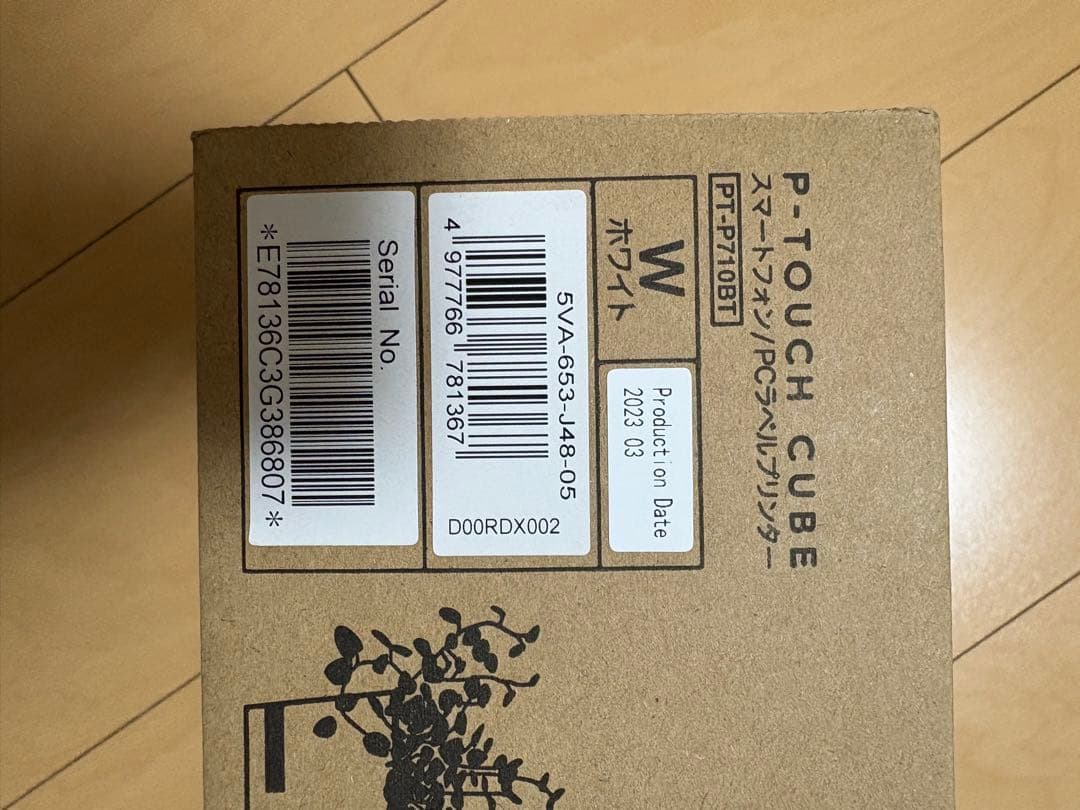 P-TOUCH CUBE
スマートフォン/PCラベルプリンター
PT-P710BT
W
ホワイト
Production Date
2023 03
5VA-653-J48-05
4 977766 781367
D00RDX002
Serial No.
*E78136C3G386807*